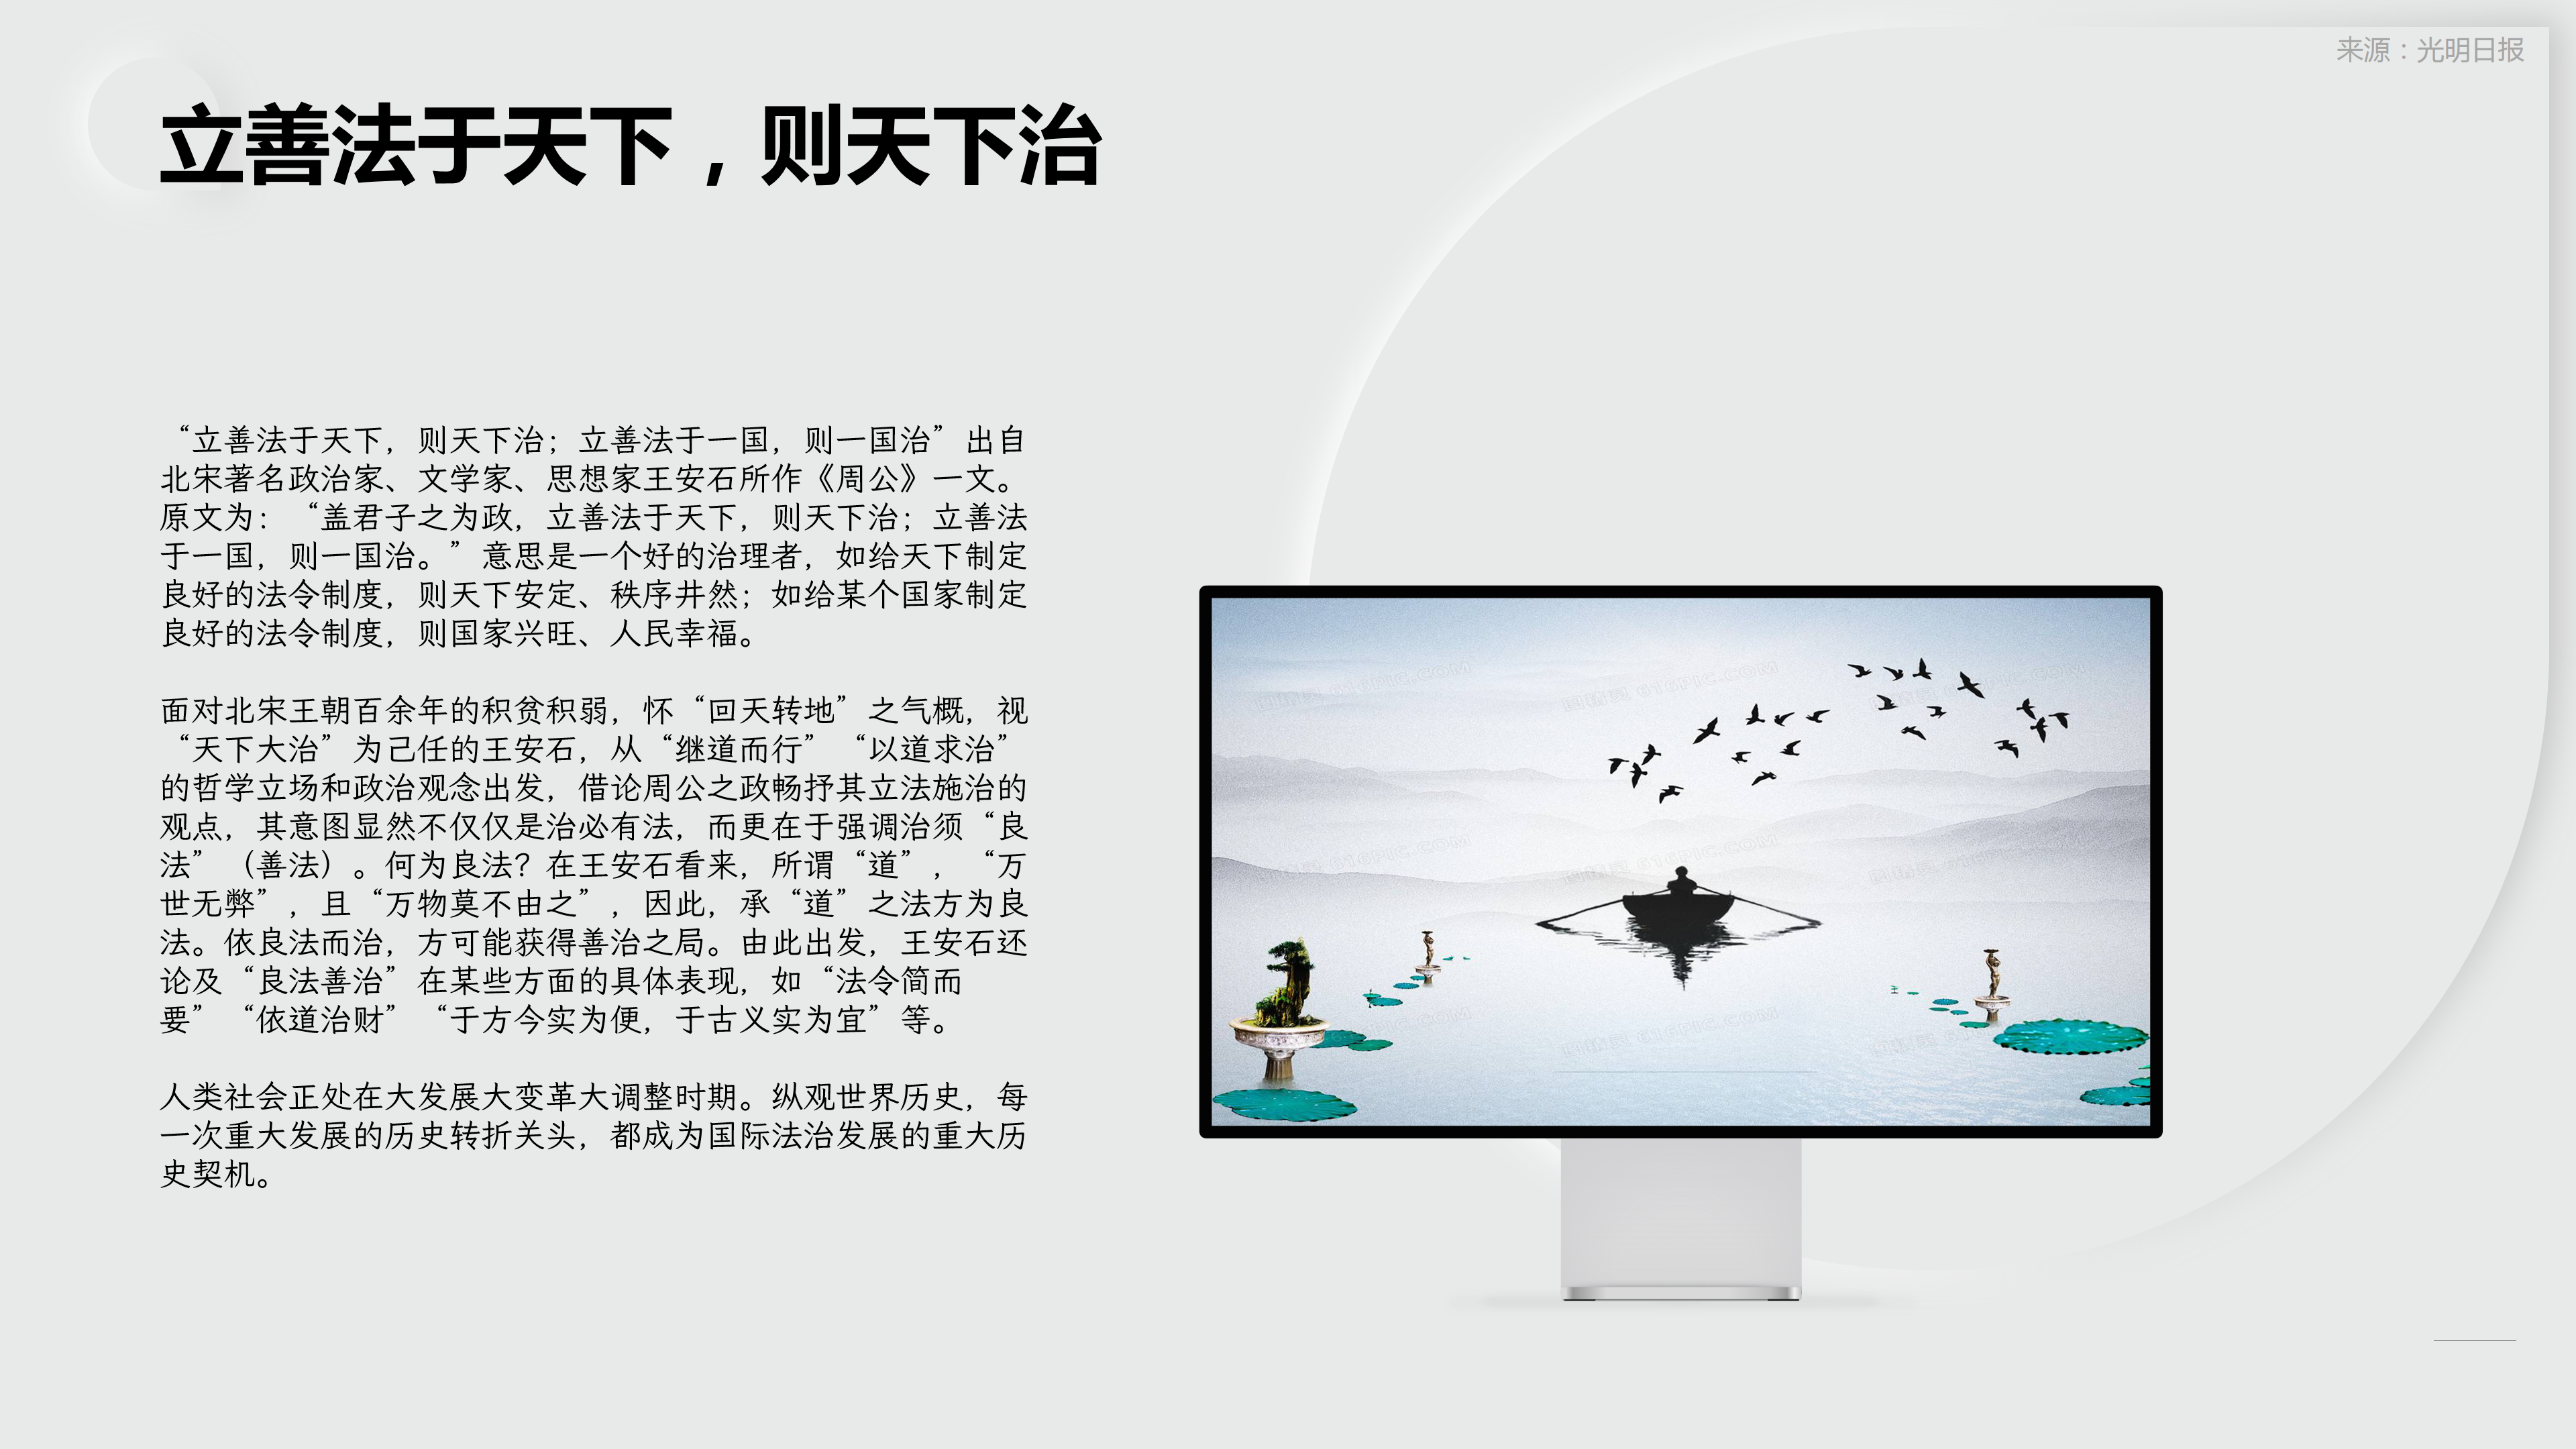 来源：光明日报
立善法于天下，则天下治
“立善法于天下，则天下治；立善法于一国，则一国治”出自
北宋著名政治家、文学家、思想家王安石所作《周公》一文。
原文为：“盖君子之为政，立善法于天下，则天下治；立善法
于一国，则一国治。”意思是一个好的治理者，如给天下制定
良好的法令制度，则天下安定、秩序井然；如给某个国家制定
良好的法令制度，则国家兴旺、人民幸福。
面对北宋王朝百余年的积贫积弱，怀“回天转地”之气概，视
“天下大治”为己任的王安石，从“继道而行”“以道求治”
的哲学立场和政治观念出发，借论周公之政畅抒其立法施治的
观点，其意图显然不仅仅是治必有法，而更在于强调治须“良
法”（善法）。何为良法？在王安石看来，所谓“道”，“万
世无弊”，且“万物莫不由之”，因此，承“道”之法方为良
法。依良法而治，方可能获得善治之局。由此出发，王安石还
论及“良法善治”在某些方面的具体表现，如“法令简而
要”“依道治财”“于方今实为便，于古义实为宜”等。
人类社会正处在大发展大变革大调整时期。纵观世界历史，每
一次重大发展的历史转折关头，都成为国际法治发展的重大历
史契机。